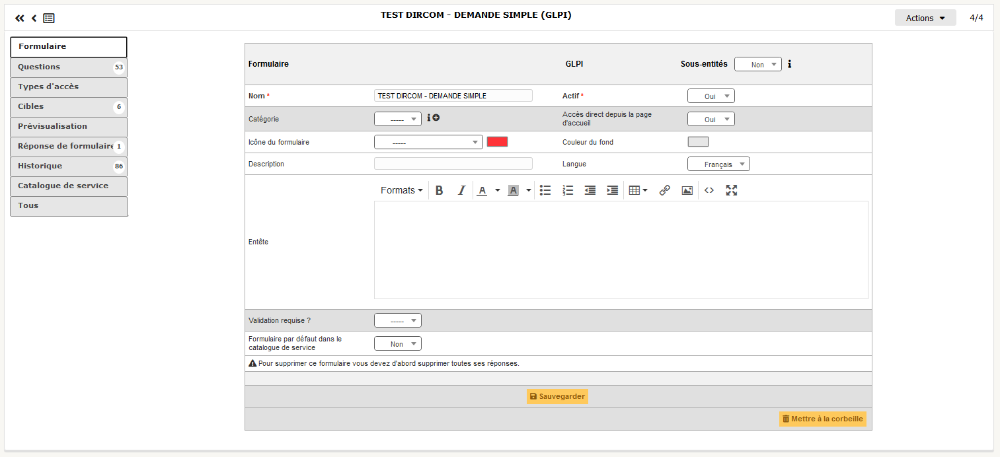 TEST DIRCOM - DEMANDE SIMPLE (GLPI)
Actions
4/4
Formulaire
Questions 53
Types d'accès
Cibles 6
Prévisualisation
Réponse de formulaire 1
Historique 86
Catalogue de service
Tous
Formulaire GLPI Sous-entités Non
Nom * TEST DIRCOM - DEMANDE SIMPLE Actif * Oui
Catégorie ----- Accès direct depuis la page
d'accueil Oui
Icône du formulaire ----- Couleur du fond
Description Langue Français
Formats B I A A
Entête
Validation requise ? -----
Formulaire par défaut dans le
catalogue de service Non
Pour supprimer ce formulaire vous devez d'abord supprimer toutes ses réponses.
Sauvegarder
Mettre à la corbeille